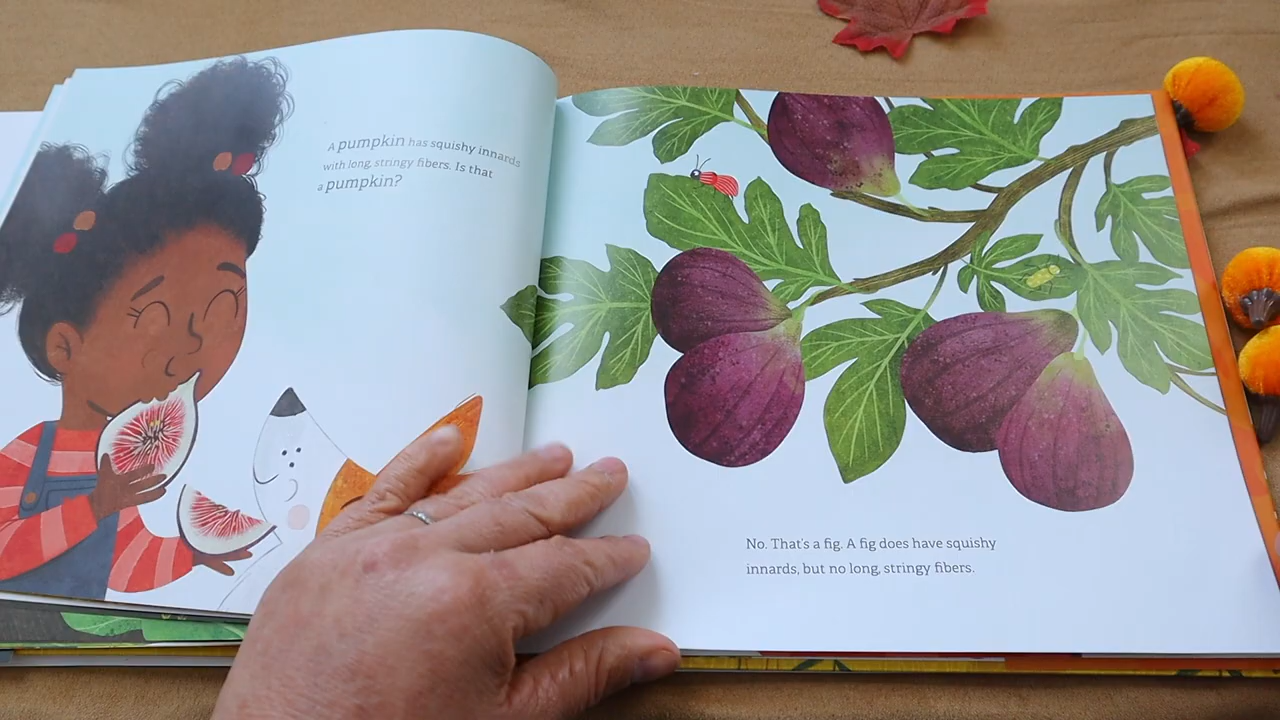 A pumpkin has squishy innards
with long, stringy fibers. Is that
a pumpkin?
No. That's a fig. A fig does have squishy
innards, but no long, stringy fibers.